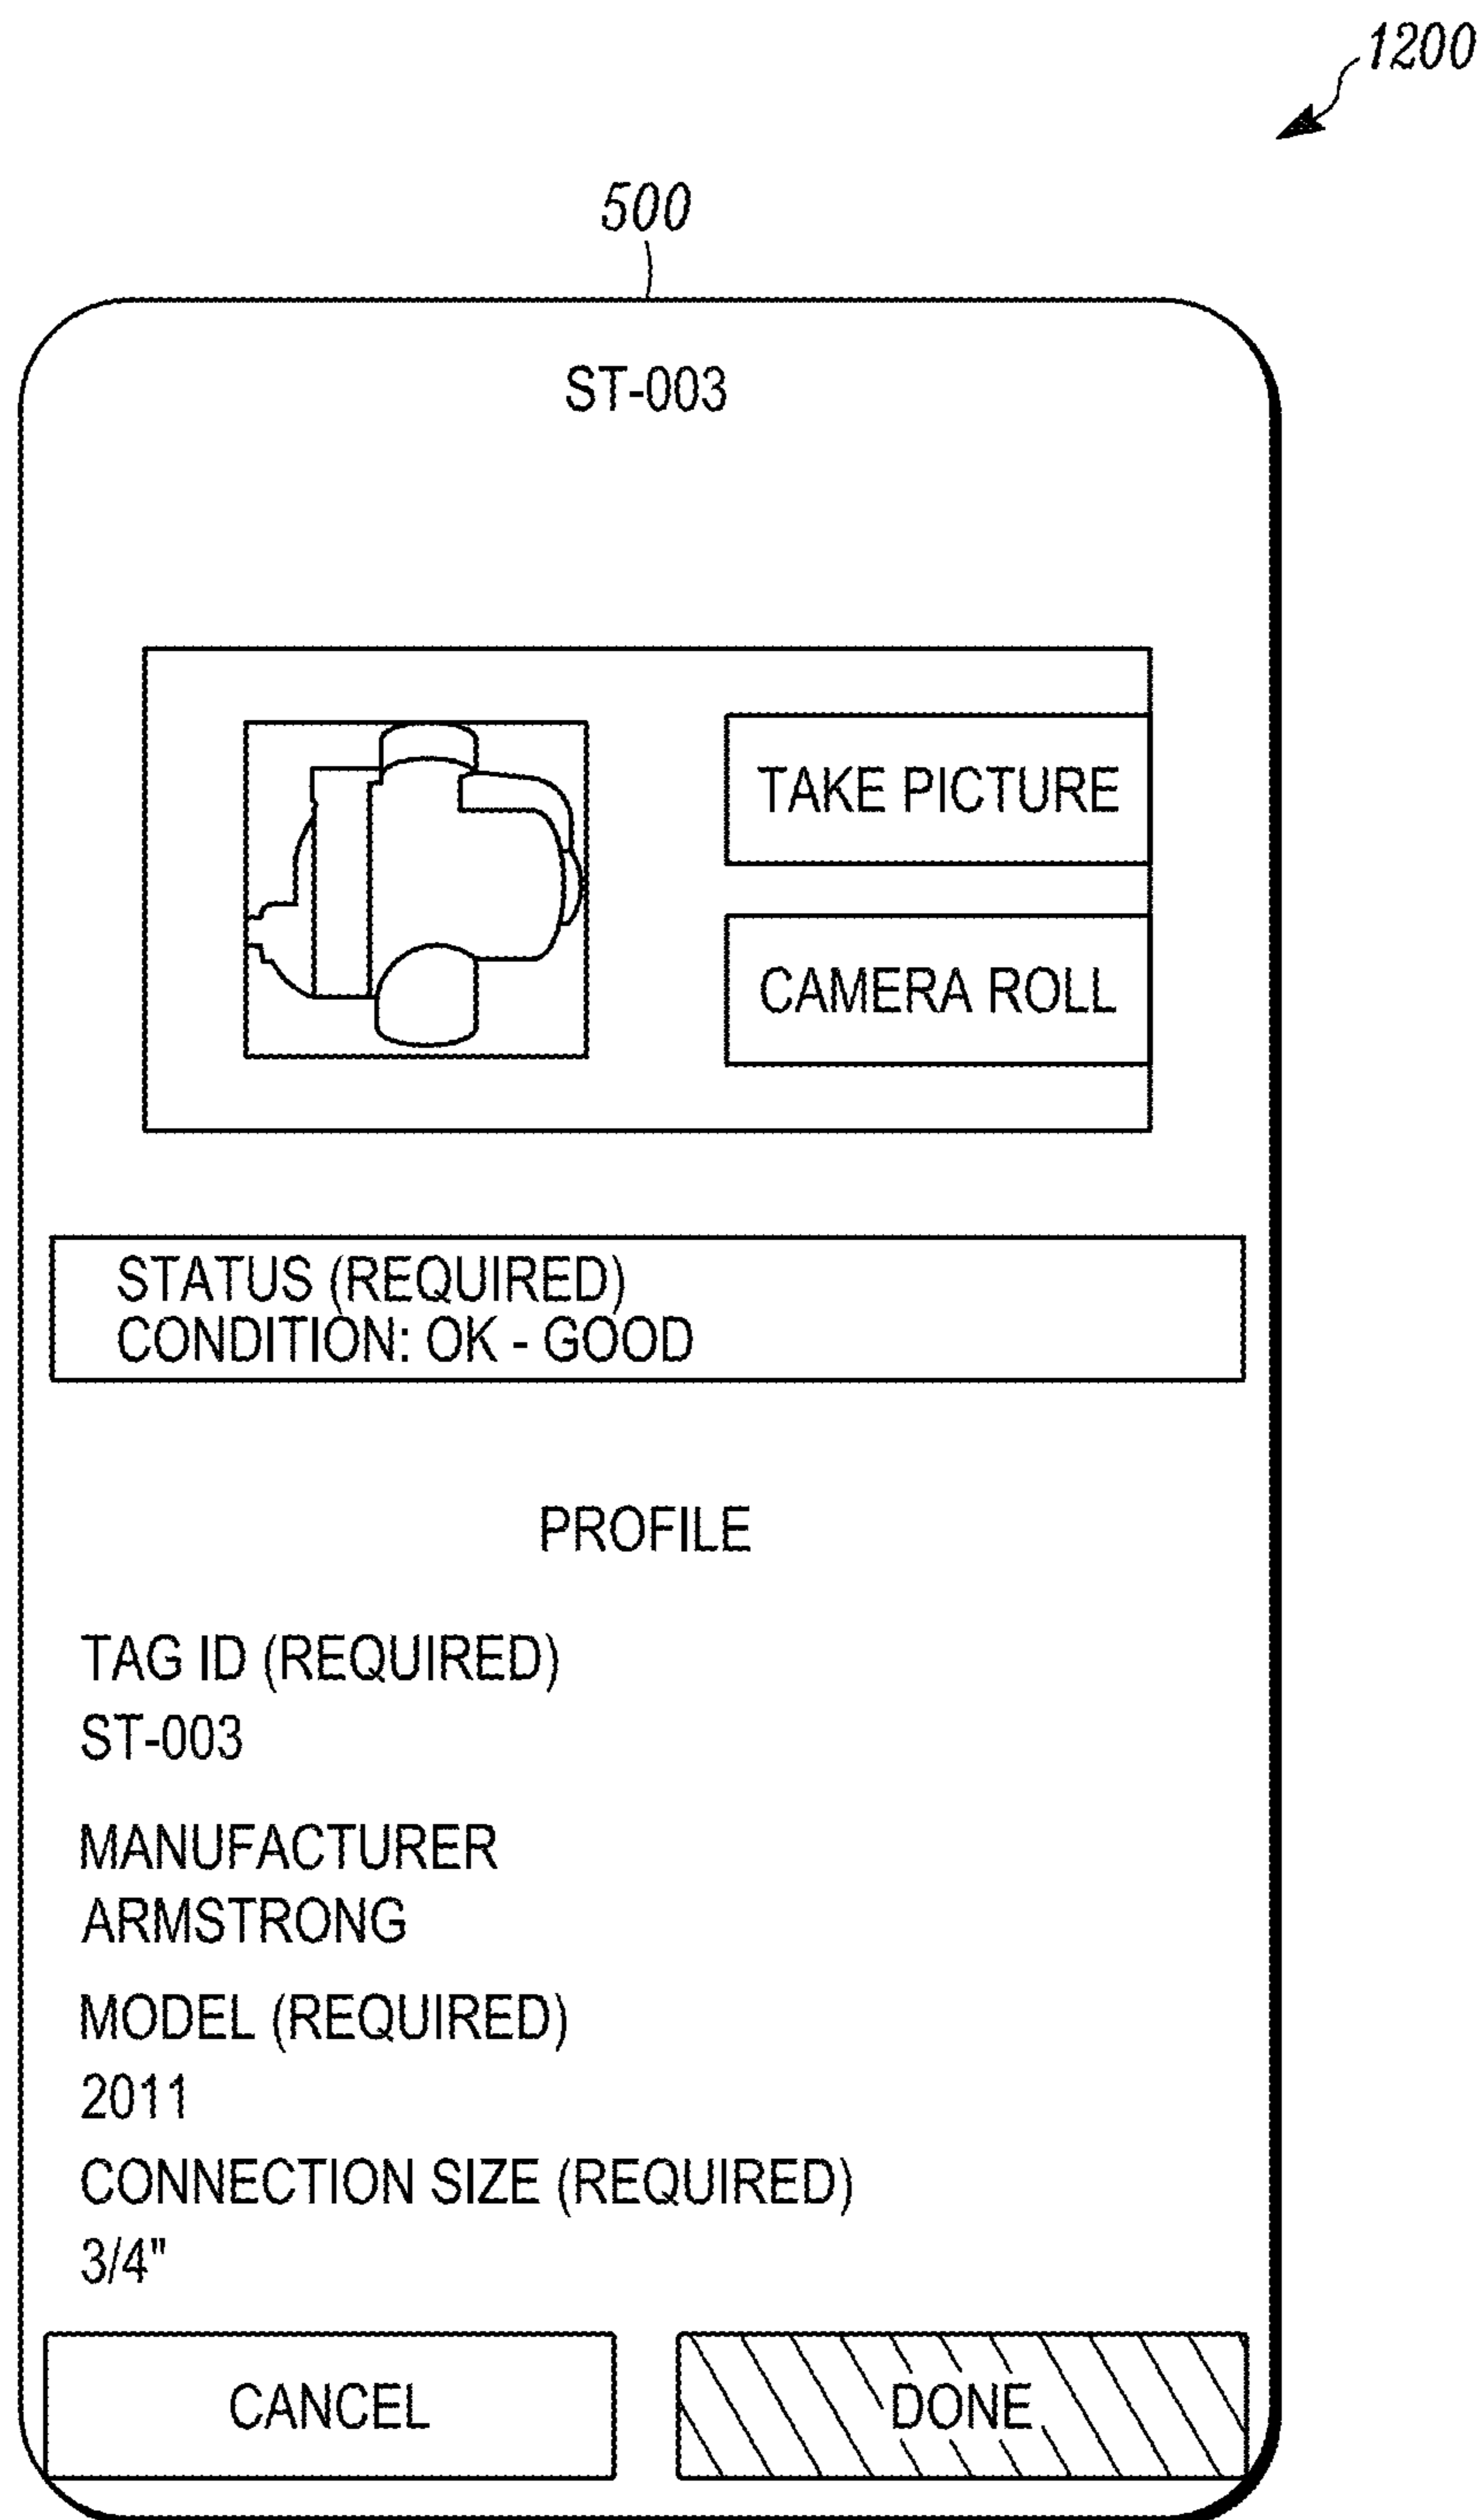 1200
500
ST-003
TAKE PICTURE
CAMERA ROLL
STATUS (REQUIRED)
CONDITION: OK - GOOD
PROFILE
TAG ID (REQUIRED)
ST-003
MANUFACTURER
ARMSTRONG
MODEL (REQUIRED)
2011
CONNECTION SIZE (REQUIRED)
3/4"
CANCEL
DONE